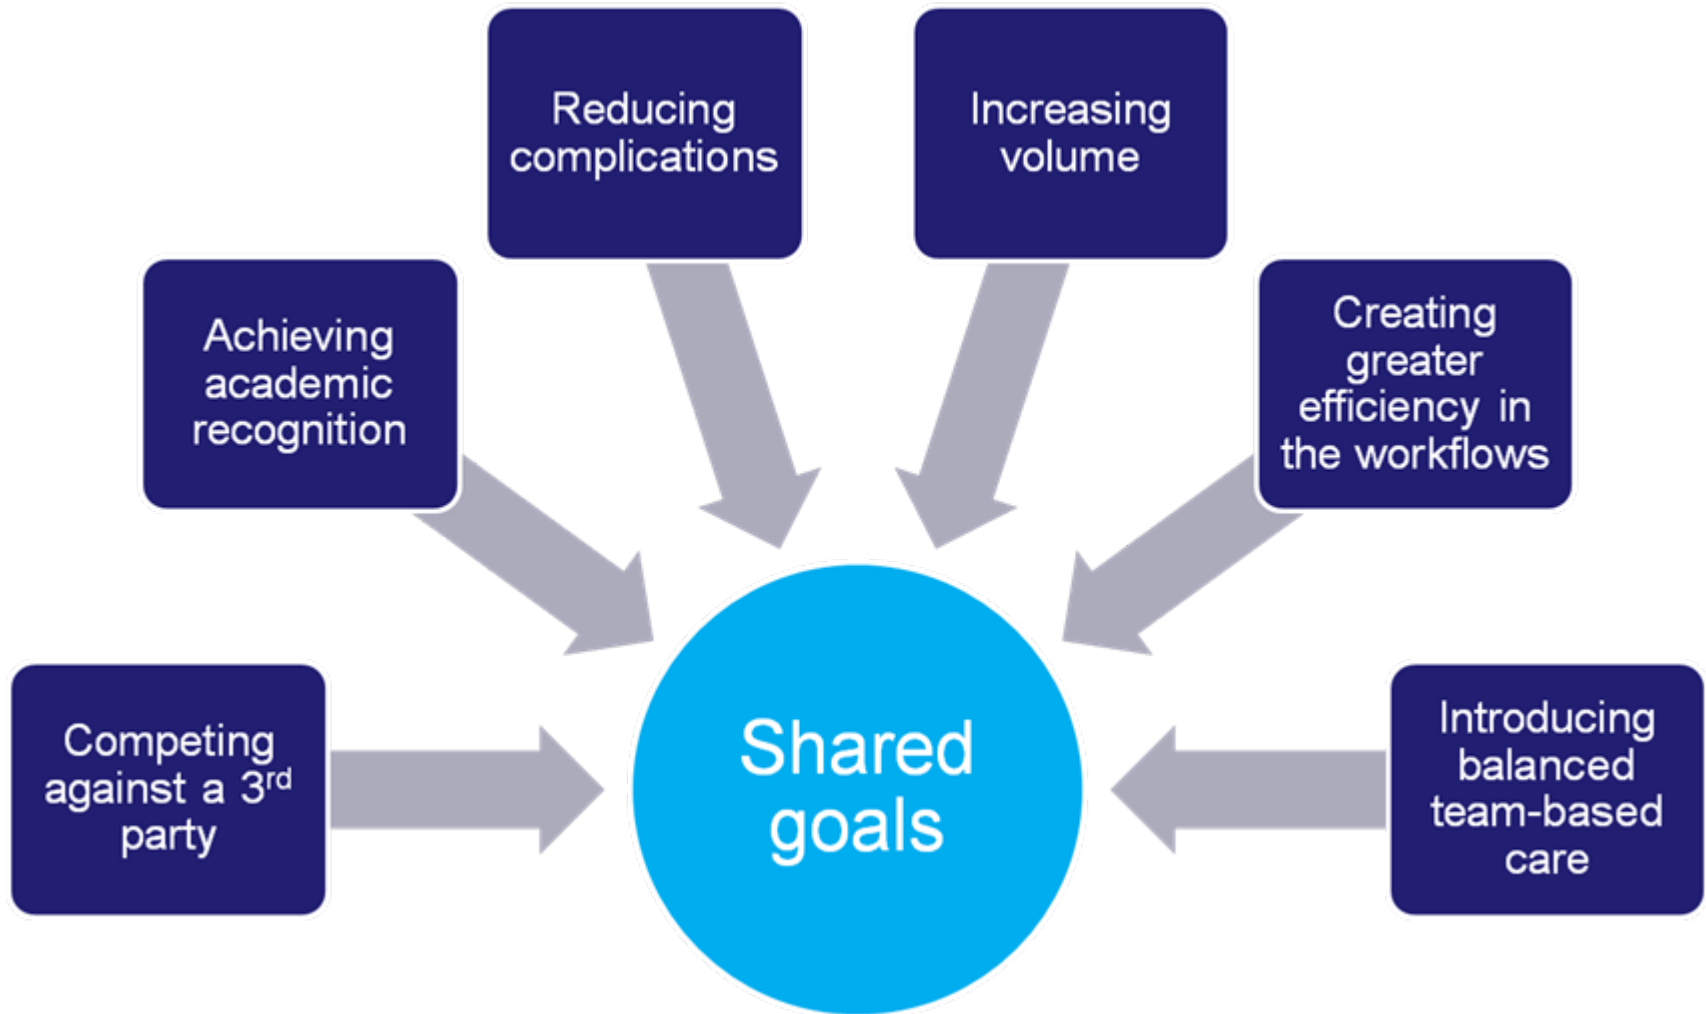 Reducing
complications
Increasing
volume
Achieving
academic
recognition
Creating
greater
efficiency in
the workflows
Competing
against a 3rd
party
Shared
goals
Introducing
balanced
team-based
care